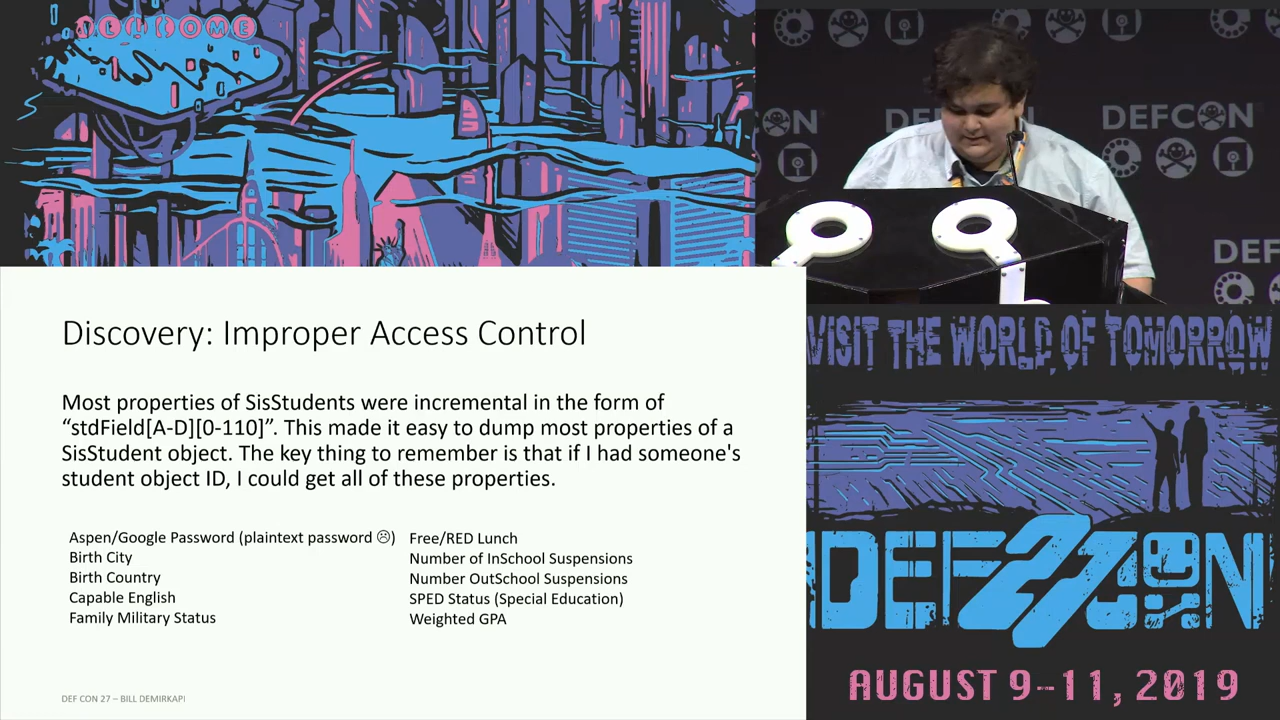 WELCOME
DEFCON
DEFCON
DEFCON
Discovery: Improper Access Control
Most properties of SisStudents were incremental in the form of
“stdField[A-D][0-110]”. This made it easy to dump most properties of a
SisStudent object. The key thing to remember is that if I had someone's
student object ID, I could get all of these properties.
Aspen/Google Password (plaintext password ☹)
Birth City
Birth Country
Capable English
Family Military Status
Free/RED Lunch
Number of InSchool Suspensions
Number OutSchool Suspensions
SPED Status (Special Education)
Weighted GPA
DEF CON 27 – BILL DEMIRKAPI
VISIT THE WORLD OF TOMORROW
DEF27CON
AUGUST 9-11, 2019